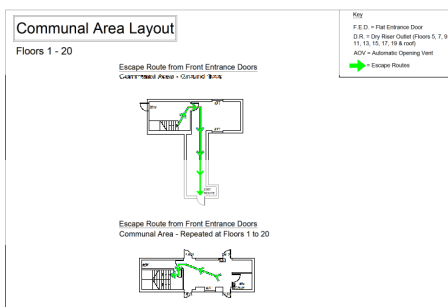 Communal Area Layout
Floors 1 - 20
Escape Route from Front Entrance Doors
Escape Route from Front Entrance Doors
Communal Area - Repeated at Floors 1 to 20
Key
F.E.D. = Flat Entrance Door
D.R. = Dry Riser Outlet (Floors 5, 7, 9
11, 13, 15, 17, 19 & roof)
AOV = Automatic Opening Vent
= Escape Routes